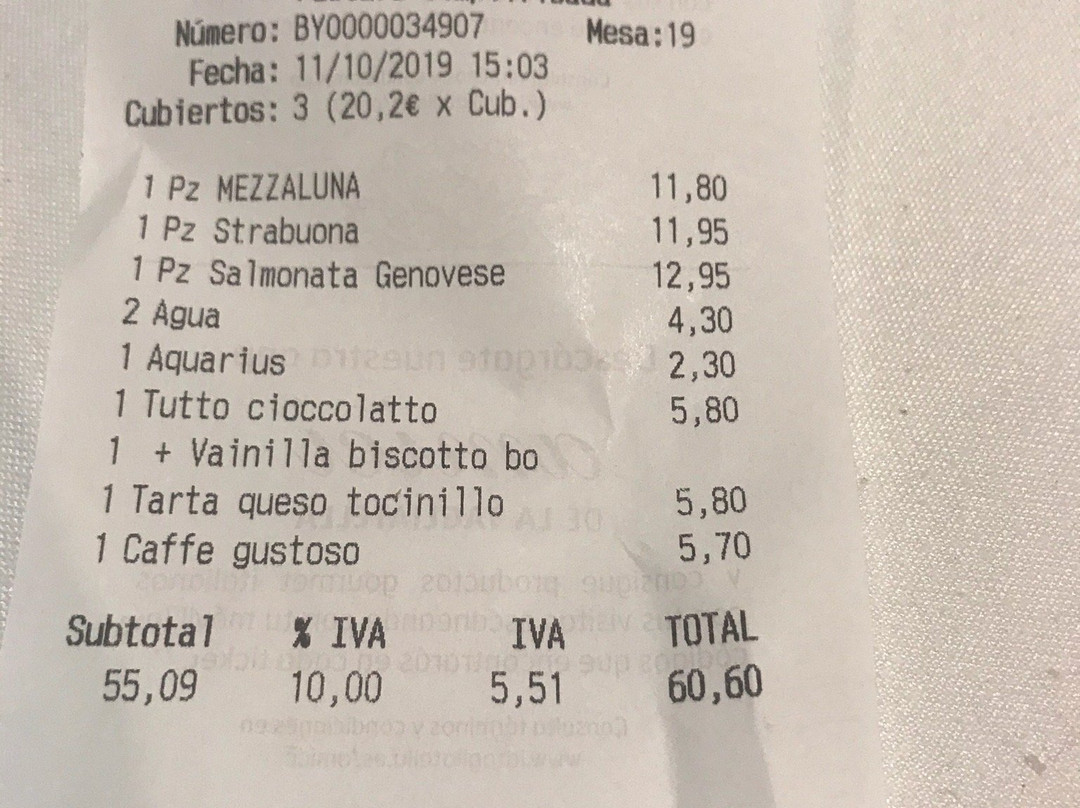 Número: BY0000034907 Mesa:19
Fecha: 11/10/2019 15:03
Cubiertos: 3 (20,2€ x Cub.)
1 Pz MEZZALUNA 11,80
1 Pz Strabuona 11,95
1 Pz Salmonata Genovese 12,95
2 Agua 4,30
1 Aquarius 2,30
1 Tutto cioccolatto 5,80
1 + Vainilla biscotto bo
1 Tarta queso tocinillo 5,80
1 Caffe gustoso 5,70
Subtotal % IVA IVA TOTAL
55,09 10,00 5,51 60,60